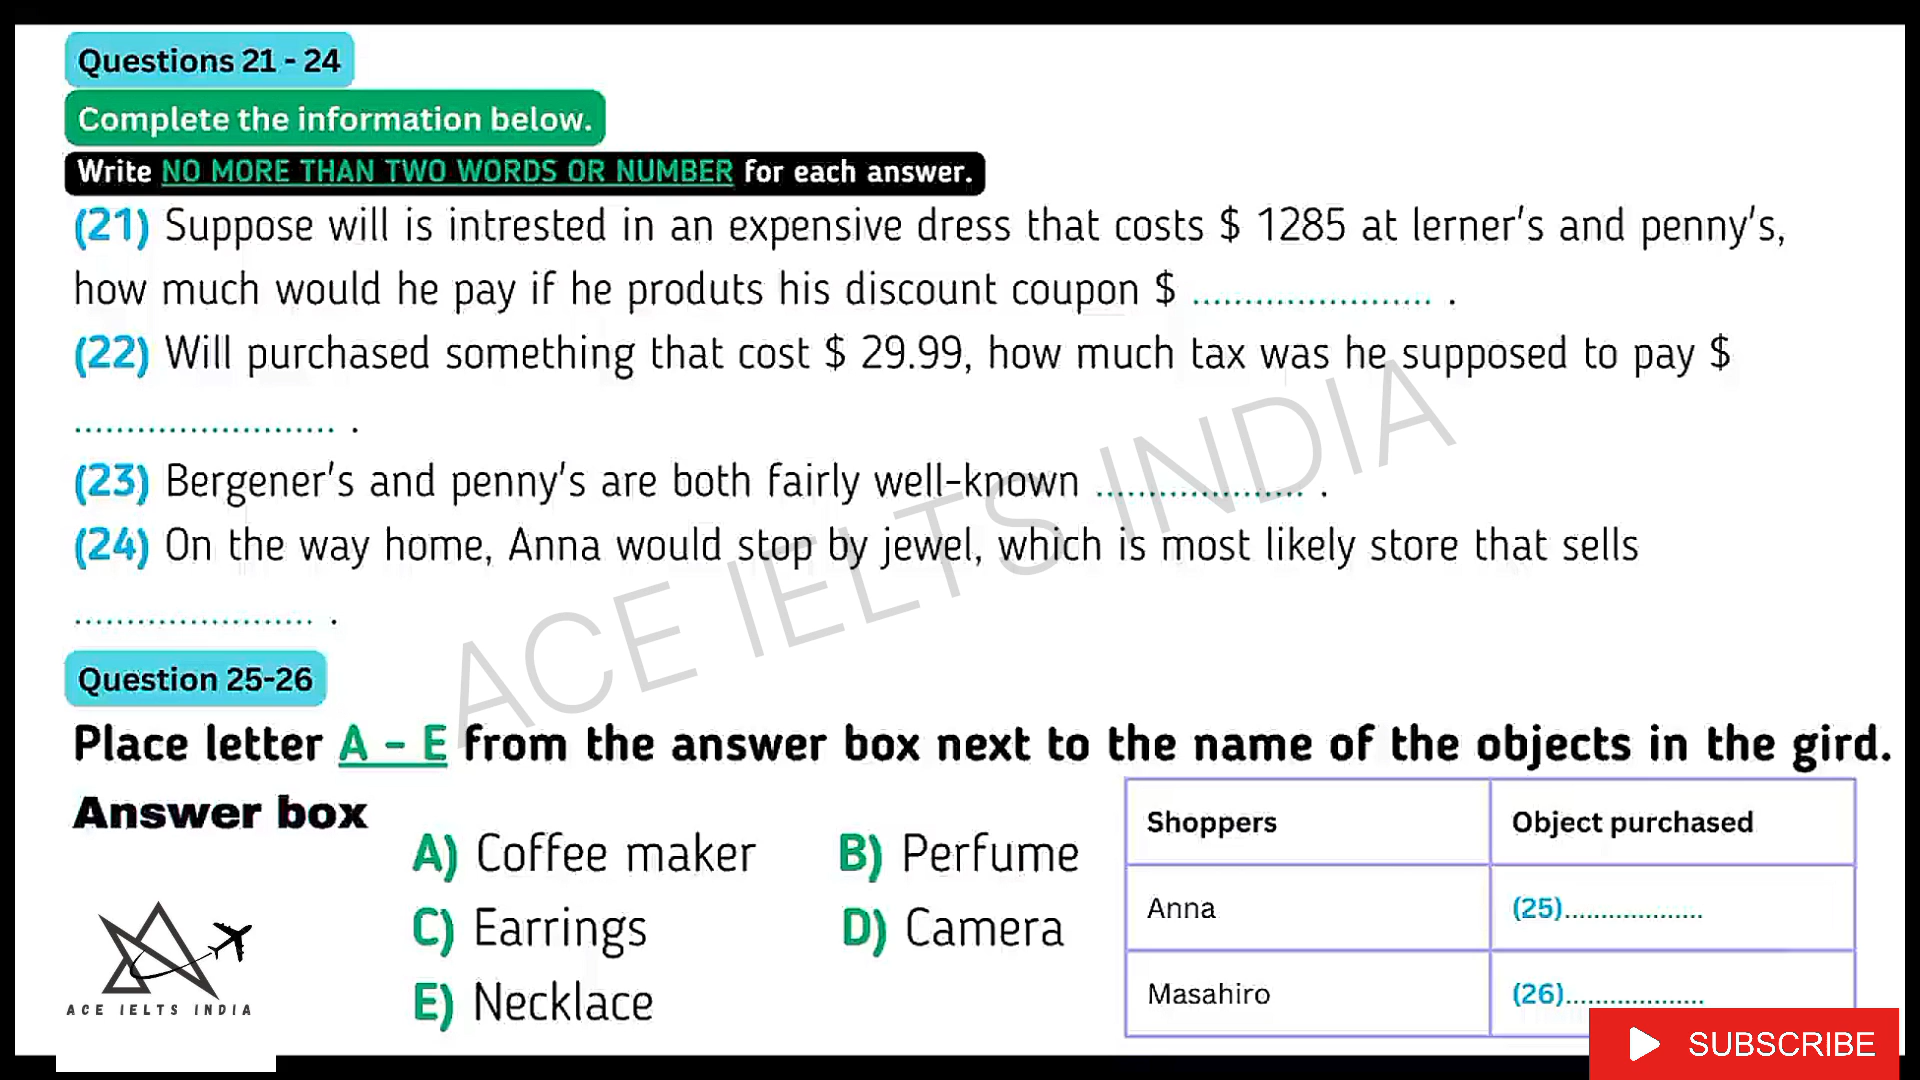 Questions 21 - 24
Complete the information below.
Write NO MORE THAN TWO WORDS OR NUMBER for each answer.
(21) Suppose will is intrested in an expensive dress that costs $ 1285 at lerner's and penny's,
how much would he pay if he produts his discount coupon $ ....................... .
(22) Will purchased something that cost $ 29.99, how much tax was he supposed to pay $
......................... .
(23) Bergener's and penny's are both fairly well-known .................... .
(24) On the way home, Anna would stop by jewel, which is most likely store that sells
....................... .
ACE IELTS INDIA
Question 25-26
Place letter A - E from the answer box next to the name of the objects in the gird.
Answer box
A) Coffee maker B) Perfume
C) Earrings D) Camera
E) Necklace
Shoppers Object purchased
Anna (25)...................
Masahiro (26)...................
ACE IELTS INDIA
SUBSCRIBE